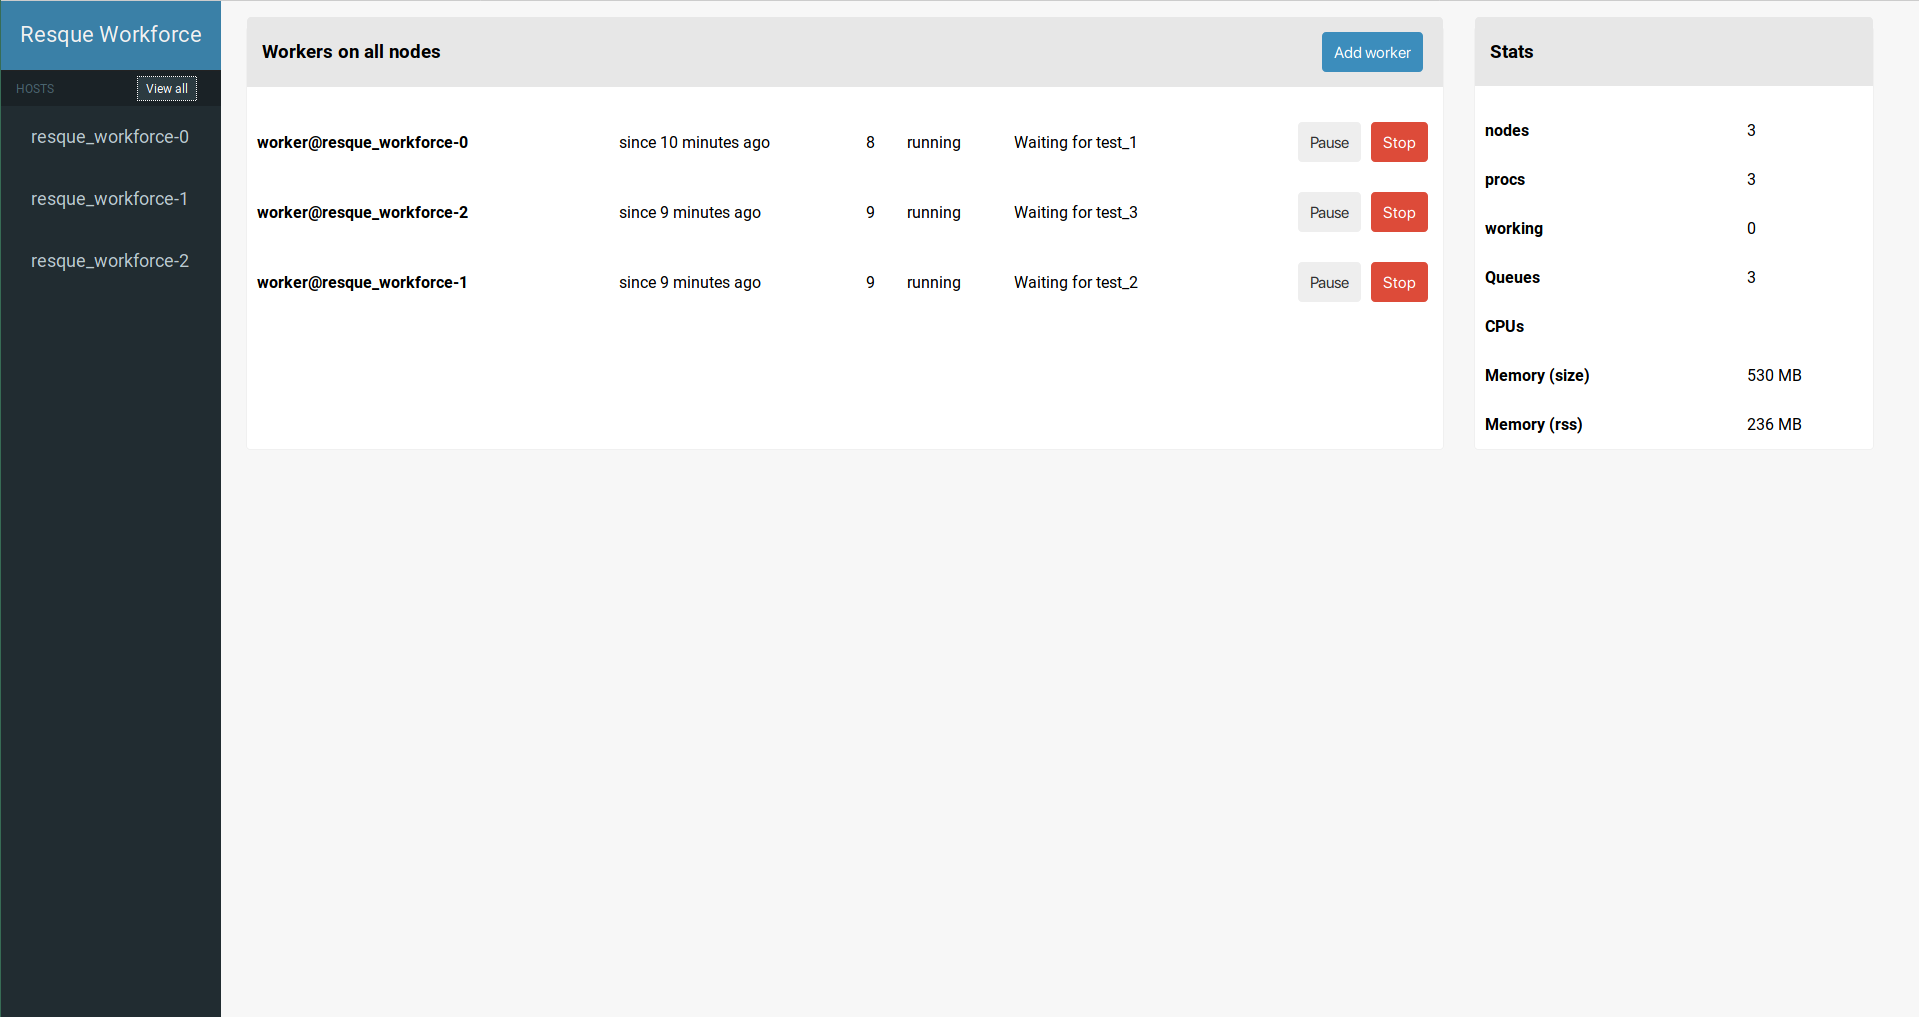 Resque Workforce
HOSTS View all
resque_workforce-0
resque_workforce-1
resque_workforce-2
Workers on all nodes Add worker
worker@resque_workforce-0 since 10 minutes ago 8 running Waiting for test_1 Pause Stop
worker@resque_workforce-2 since 9 minutes ago 9 running Waiting for test_3 Pause Stop
worker@resque_workforce-1 since 9 minutes ago 9 running Waiting for test_2 Pause Stop
Stats
nodes 3
procs 3
working 0
Queues 3
CPUs
Memory (size) 530 MB
Memory (rss) 236 MB